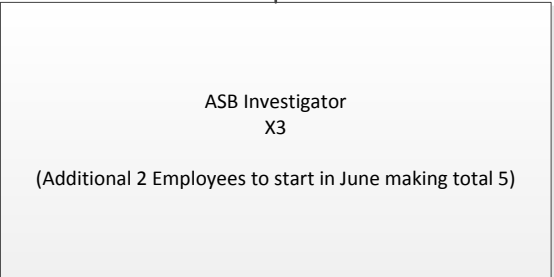 ASB Investigator
X3
(Additional 2 Employees to start in June making total 5)